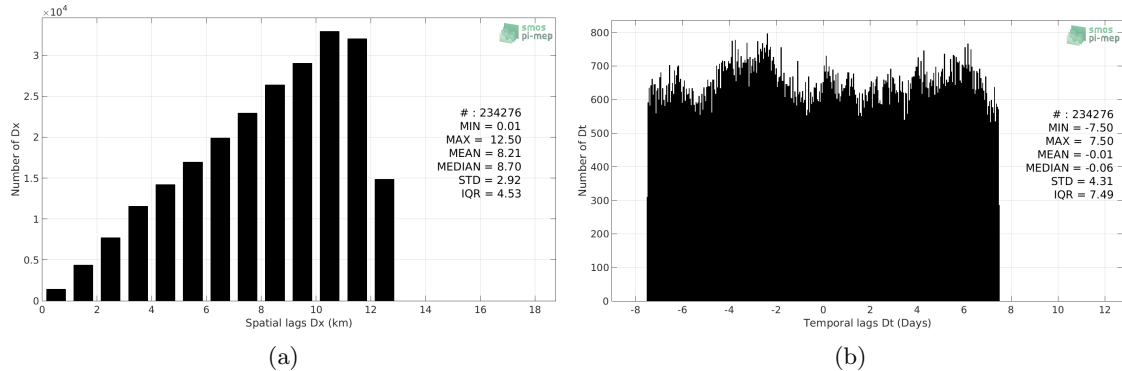 ×10⁴
smos
pi-mep
3.5
3
2.5
2
1.5
1
0.5
0
Number of Dx
# : 234276
MIN = 0.01
MAX = 12.50
MEAN = 8.21
MEDIAN = 8.70
STD = 2.92
IQR = 4.53
0 2 4 6 8 10 12 14 16 18
Spatial lags Dx (km)
(a)
smos
pi-mep
800
700
600
500
400
300
200
100
0
Number of Dt
# : 234276
MIN = -7.50
MAX = 7.50
MEAN = -0.01
MEDIAN = -0.06
STD = 4.31
IQR = 7.49
-8 -6 -4 -2 0 2 4 6 8 10 12
Temporal lags Dt (Days)
(b)